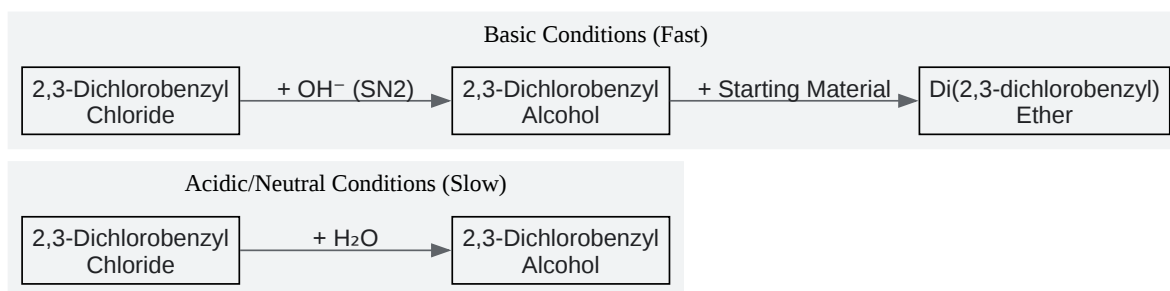 Basic Conditions (Fast)
2,3-Dichlorobenzyl
Chloride
+ OH⁻ (SN2)
2,3-Dichlorobenzyl
Alcohol
+ Starting Material
Di(2,3-dichlorobenzyl)
Ether
Acidic/Neutral Conditions (Slow)
2,3-Dichlorobenzyl
Chloride
+ H₂O
2,3-Dichlorobenzyl
Alcohol